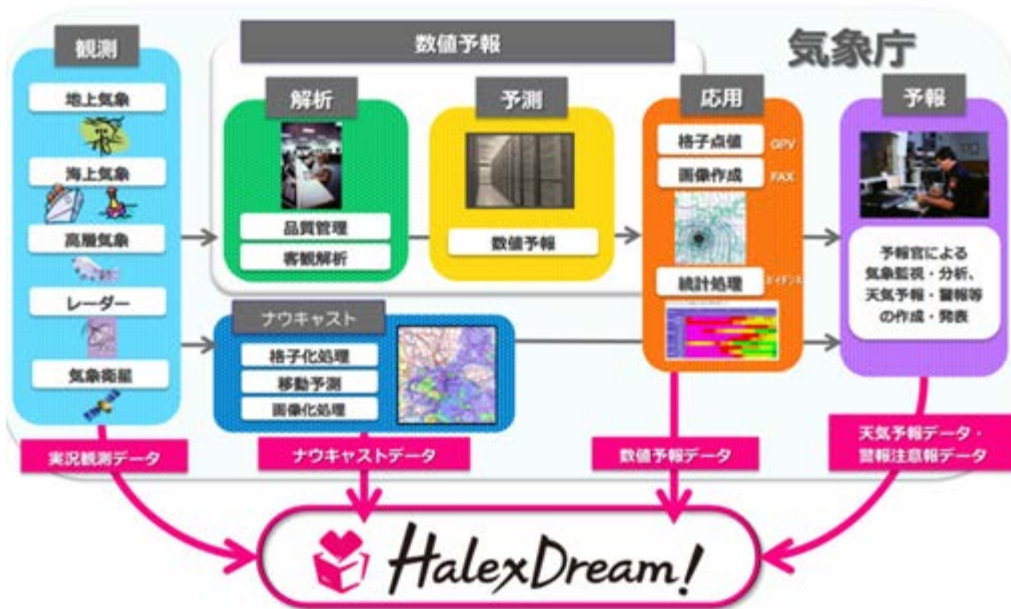 気象庁
観測
地上気象
海上気象
高層気象
レーダー
気象衛星
数値予報
解析
品質管理
客観解析
予測
数値予報
応用
格子点値 GPV
画像作成 FAX
統計処理 ガイダンス
予報
予報官による
気象監視・分析、
天気予報・警報等
の作成・発表
ナウキャスト
格子化処理
移動予測
画像化処理
実況観測データ
ナウキャストデータ
数値予報データ
天気予報データ・
警報注意報データ
HalexDream!